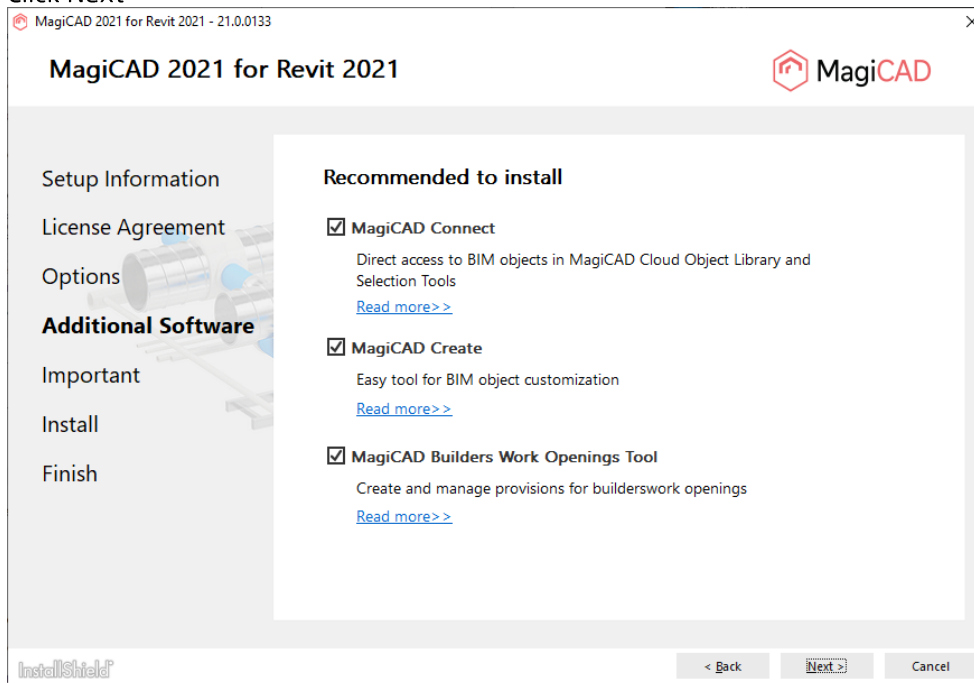 Click Next
MagiCAD 2021 for Revit 2021 - 21.0.0133
MagiCAD 2021 for Revit 2021
MagiCAD
Setup Information
License Agreement
Options
Additional Software
Important
Install
Finish
Recommended to install
MagiCAD Connect
Direct access to BIM objects in MagiCAD Cloud Object Library and
Selection Tools
Read more>>
MagiCAD Create
Easy tool for BIM object customization
Read more>>
MagiCAD Builders Work Openings Tool
Create and manage provisions for builderswork openings
Read more>>
InstallShield®
< Back
Next >
Cancel